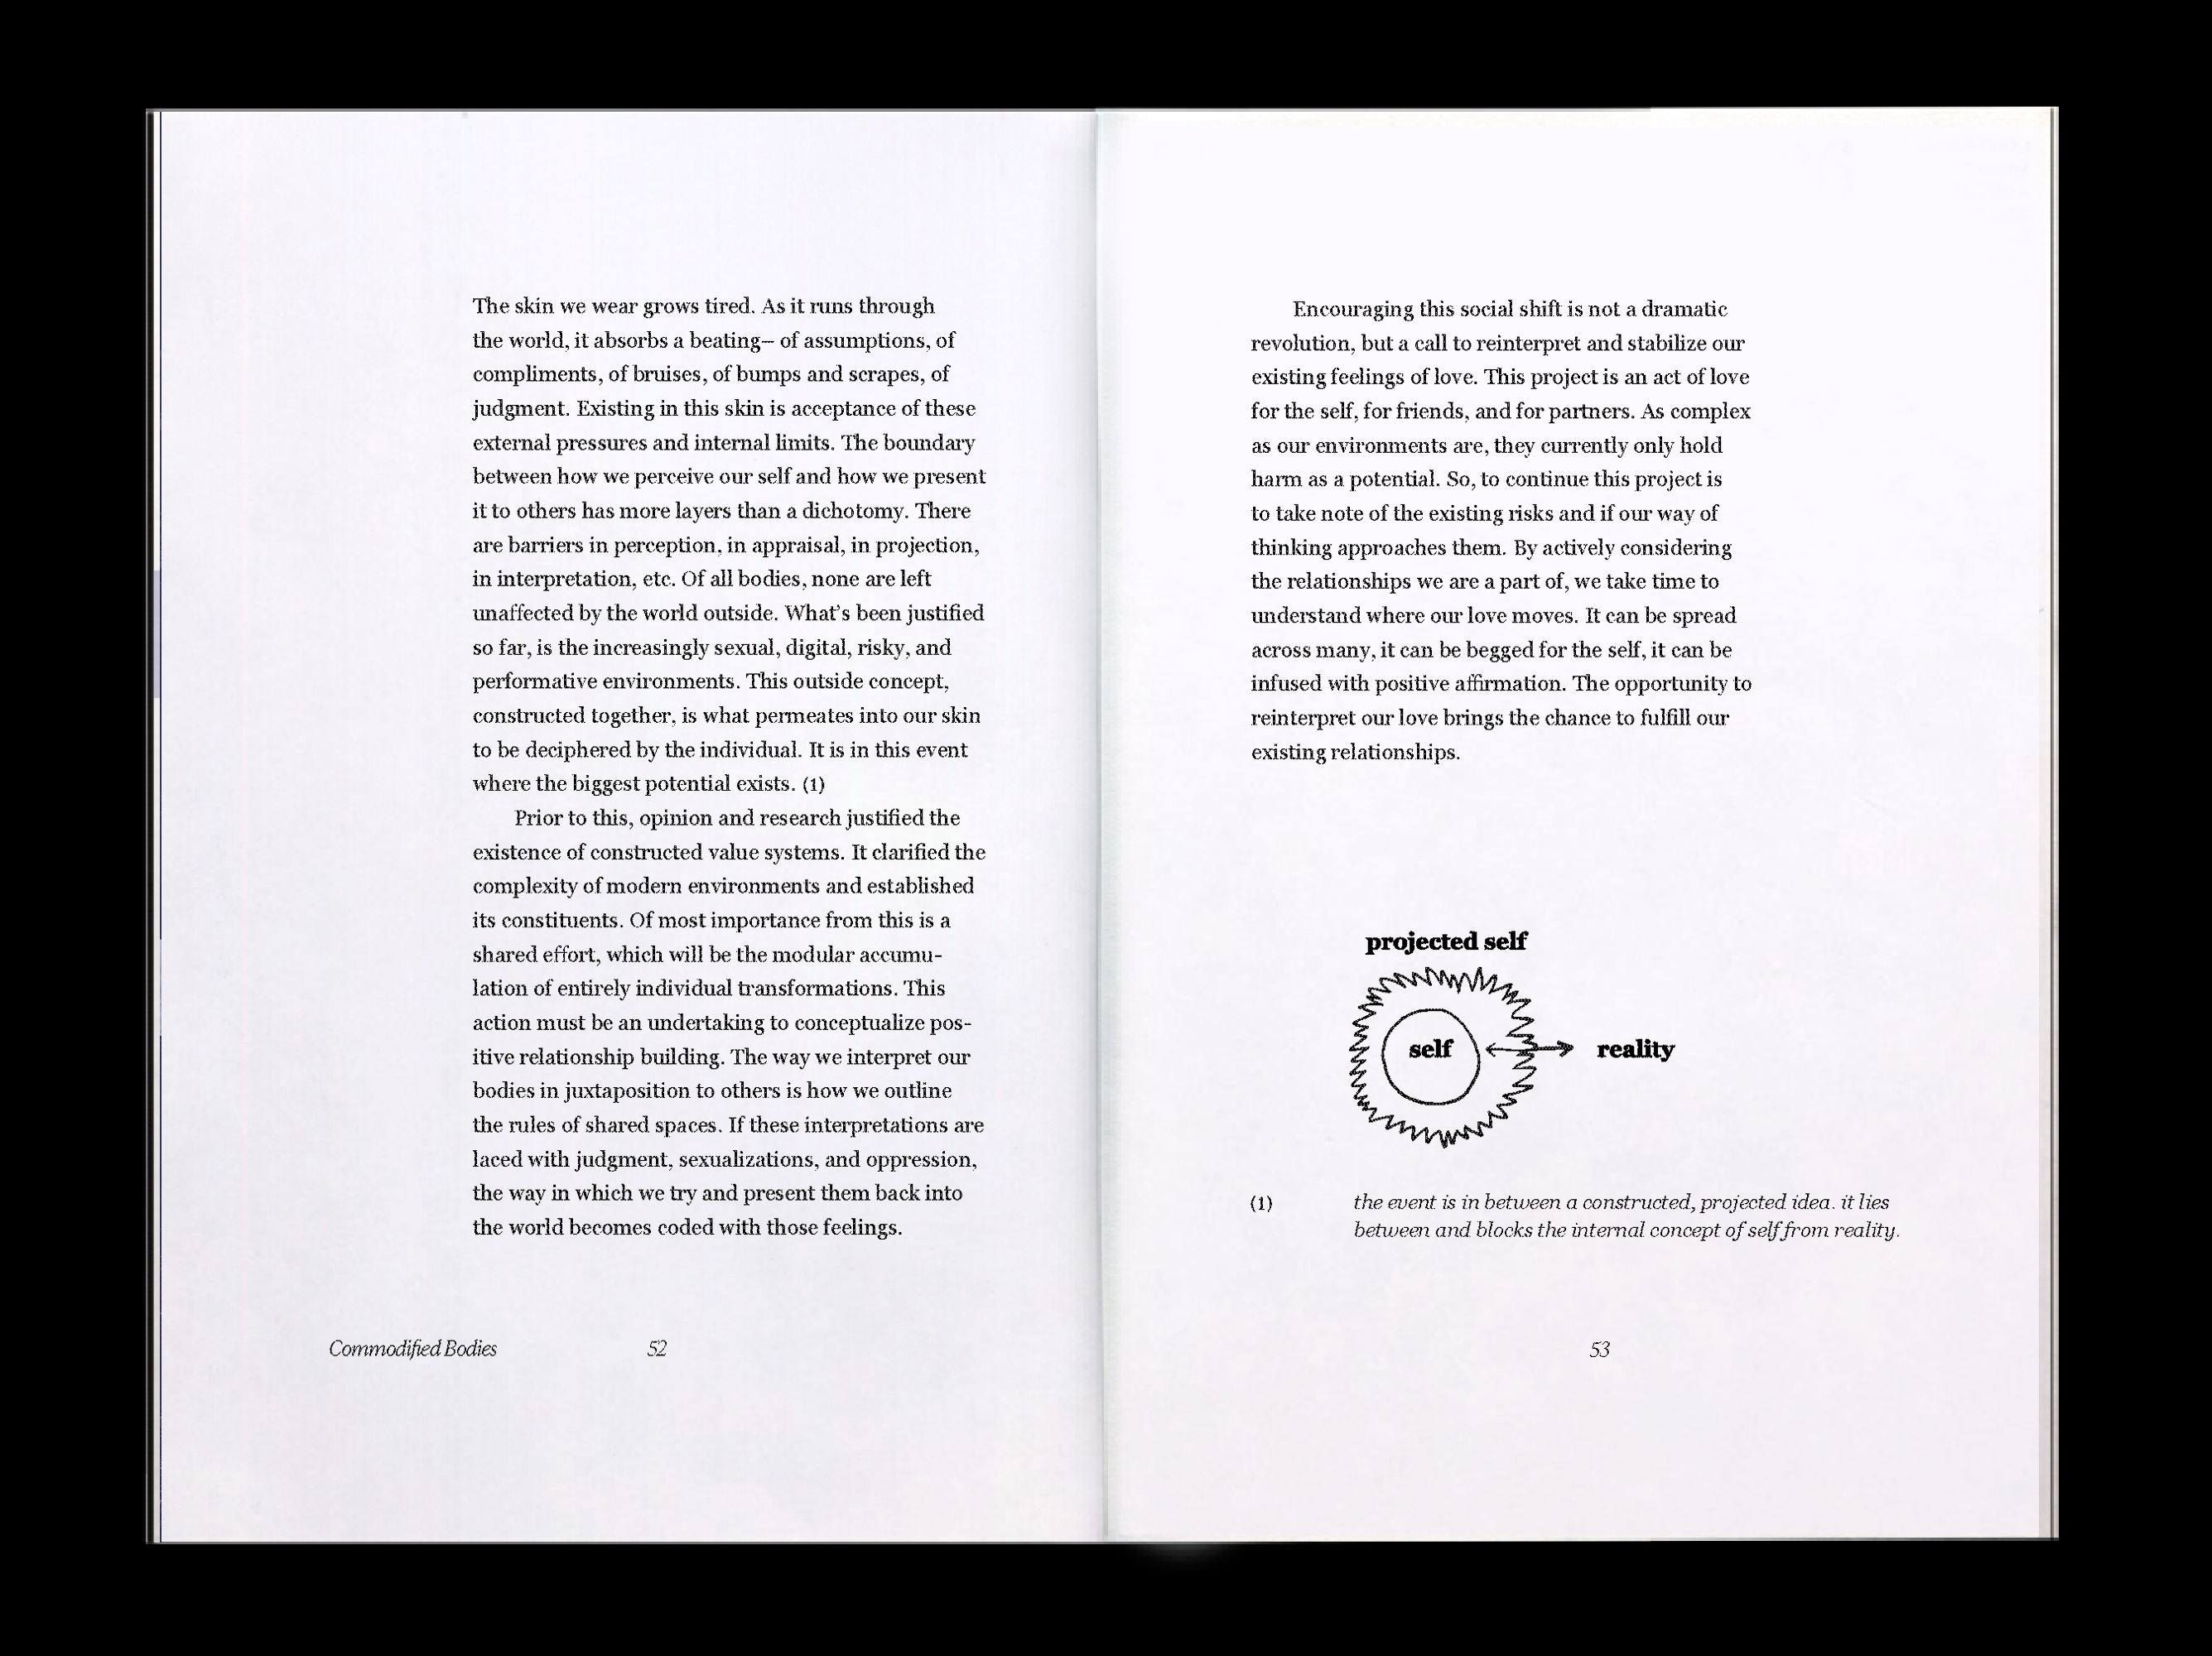 The skin we wear grows tired. As it runs through
the world, it absorbs a beating– of assumptions, of
compliments, of bruises, of bumps and scrapes, of
judgment. Existing in this skin is acceptance of these
external pressures and internal limits. The boundary
between how we perceive our self and how we present
it to others has more layers than a dichotomy. There
are barriers in perception, in appraisal, in projection,
in interpretation, etc. Of all bodies, none are left
unaffected by the world outside. What’s been justified
so far, is the increasingly sexual, digital, risky, and
performative environments. This outside concept,
constructed together, is what permeates into our skin
to be deciphered by the individual. It is in this event
where the biggest potential exists. (1)
Prior to this, opinion and research justified the
existence of constructed value systems. It clarified the
complexity of modern environments and established
its constituents. Of most importance from this is a
shared effort, which will be the modular accumu-
lation of entirely individual transformations. This
action must be an undertaking to conceptualize pos-
itive relationship building. The way we interpret our
bodies in juxtaposition to others is how we outline
the rules of shared spaces. If these interpretations are
laced with judgment, sexualizations, and oppression,
the way in which we try and present them back into
the world becomes coded with those feelings.
Commodified Bodies 52
Encouraging this social shift is not a dramatic
revolution, but a call to reinterpret and stabilize our
existing feelings of love. This project is an act of love
for the self, for friends, and for partners. As complex
as our environments are, they currently only hold
harm as a potential. So, to continue this project is
to take note of the existing risks and if our way of
thinking approaches them. By actively considering
the relationships we are a part of, we take time to
understand where our love moves. It can be spread
across many, it can be begged for the self, it can be
infused with positive affirmation. The opportunity to
reinterpret our love brings the chance to fulfill our
existing relationships.
projected self
self
reality
(1) the event is in between a constructed, projected idea. it lies
between and blocks the internal concept of self from reality.
53